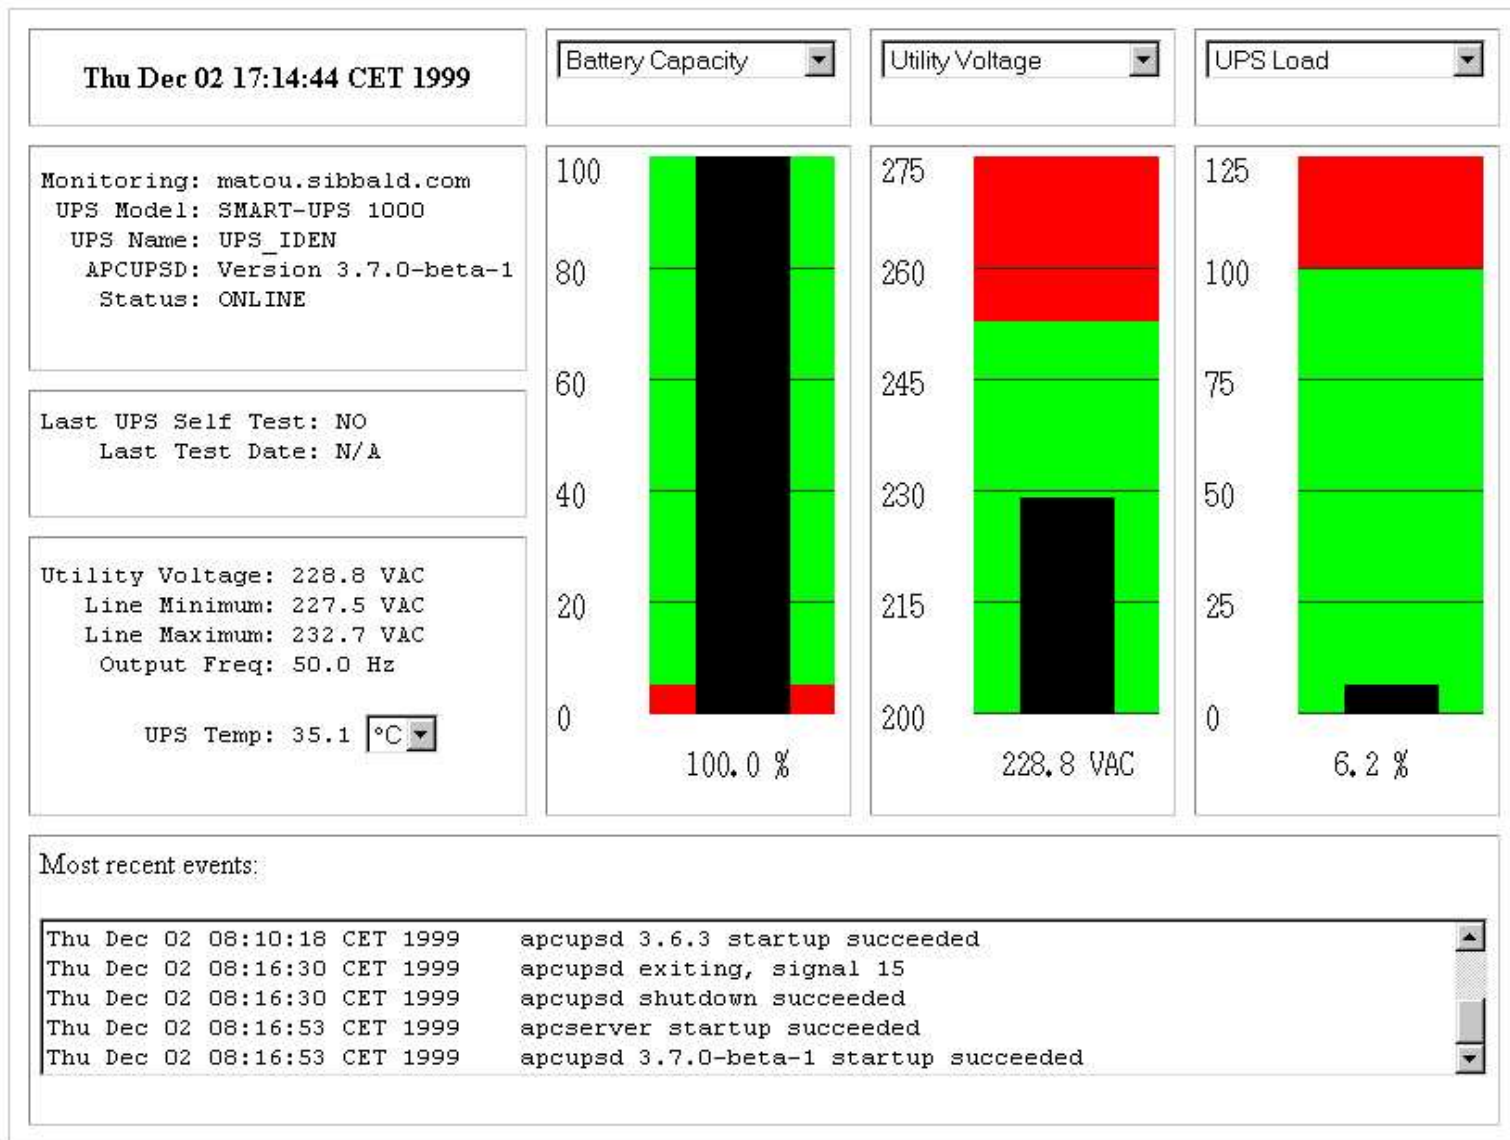 Thu Dec 02 17:14:44 CET 1999
Battery Capacity
Utility Voltage
UPS Load
Monitoring: matou.sibbald.com
UPS Model: SMART-UPS 1000
UPS Name: UPS_IDEN
APCUPSD: Version 3.7.0-beta-1
Status: ONLINE
Last UPS Self Test: NO
Last Test Date: N/A
Utility Voltage: 228.8 VAC
Line Minimum: 227.5 VAC
Line Maximum: 232.7 VAC
Output Freq: 50.0 Hz
UPS Temp: 35.1 °C
100
80
60
40
20
0
100.0 %
275
260
245
230
215
200
228.8 VAC
125
100
75
50
25
0
6.2 %
Most recent events:
Thu Dec 02 08:10:18 CET 1999 apcupsd 3.6.3 startup succeeded
Thu Dec 02 08:16:30 CET 1999 apcupsd exiting, signal 15
Thu Dec 02 08:16:30 CET 1999 apcupsd shutdown succeeded
Thu Dec 02 08:16:53 CET 1999 apcserver startup succeeded
Thu Dec 02 08:16:53 CET 1999 apcupsd 3.7.0-beta-1 startup succeeded